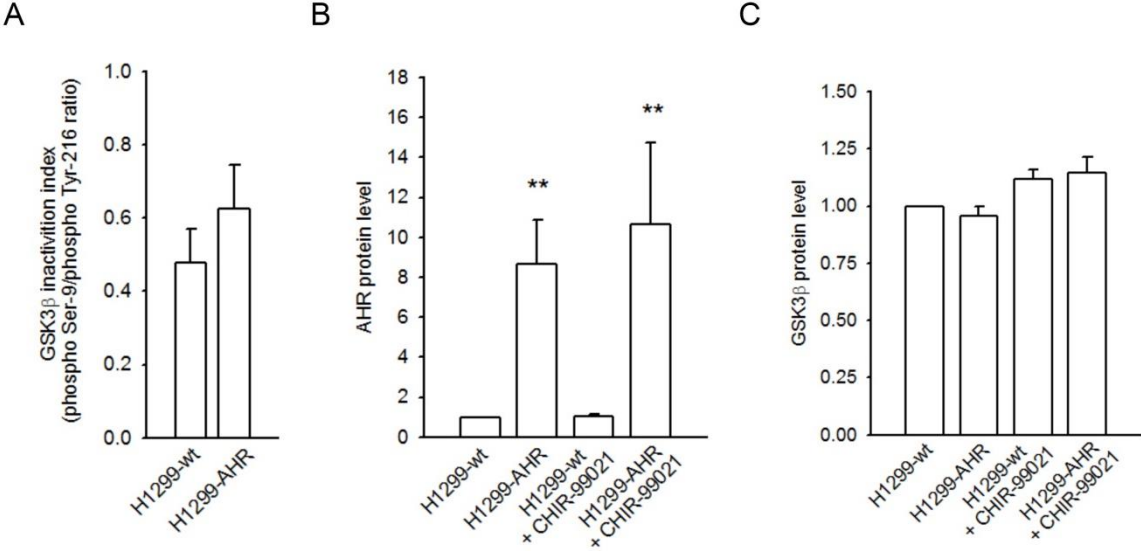 A
GSK3β inactivition index
(phospho Ser-9/phospho Tyr-216 ratio)
1.0
0.8
0.6
0.4
0.2
0.0
H1299-wt
H1299-AHR
B
AHR protein level
18
16
14
12
10
8
6
4
2
0
**
**
H1299-wt
H1299-AHR
H1299-wt
+ CHIR-99021
H1299-AHR
+ CHIR-99021
C
GSK3β protein level
1.50
1.25
1.00
0.75
0.50
0.25
0.00
H1299-wt
H1299-AHR
H1299-wt
+ CHIR-99021
H1299-AHR
+ CHIR-99021